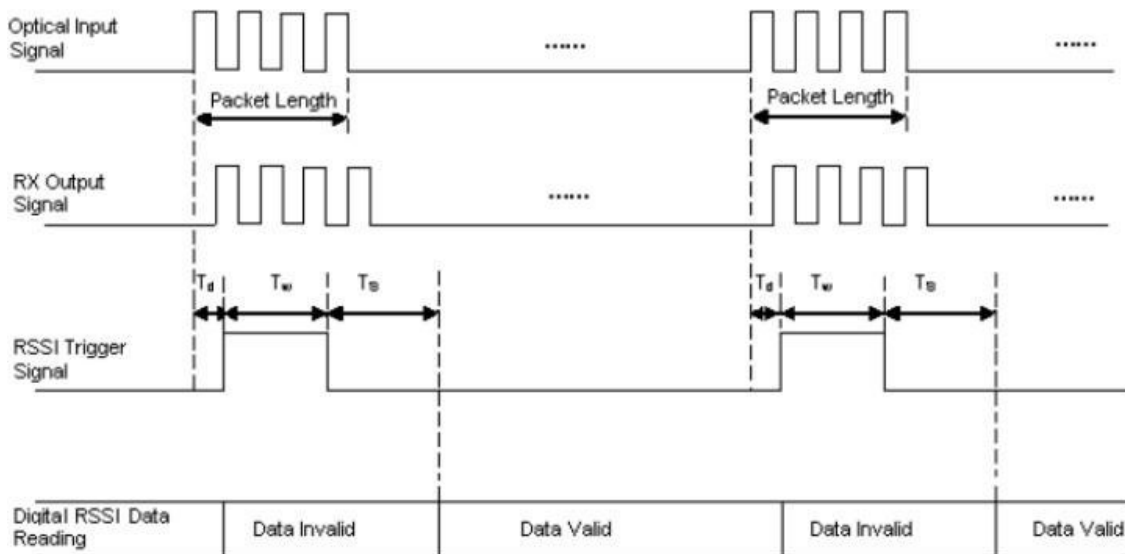 Optical Input
Signal
......
......
Packet Length
Packet Length
RX Output
Signal
......
......
Td
Tw
Ts
Td
Tw
Ts
RSSI Trigger
Signal
Digital RSSI Data
Reading
Data Invalid
Data Valid
Data Invalid
Data Valid